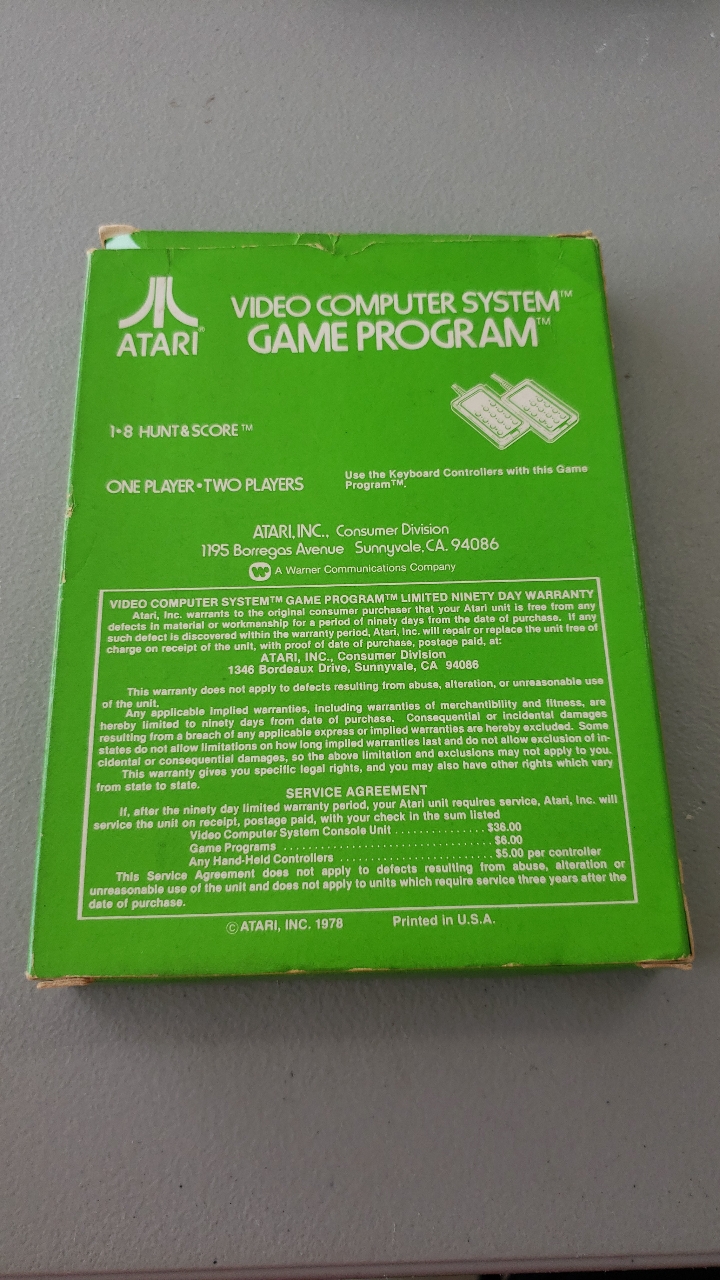 VIDEO COMPUTER SYSTEM™
GAME PROGRAM™
ATARI®
1•8 HUNT & SCORE™
ONE PLAYER • TWO PLAYERS
Use the Keyboard Controllers with this Game
Program™.
ATARI, INC., Consumer Division
1195 Borregas Avenue Sunnyvale, CA. 94086
A Warner Communications Company
VIDEO COMPUTER SYSTEM™ GAME PROGRAM™ LIMITED NINETY DAY WARRANTY
Atari, Inc. warrants to the original consumer purchaser that your Atari unit is free from any
defects in material or workmanship for a period of ninety days from the date of purchase. If any
such defect is discovered within the warranty period, Atari, Inc. will repair or replace the unit free of
charge on receipt of the unit, with proof of date of purchase, postage paid, at:
ATARI, INC., Consumer Division
1346 Bordeaux Drive, Sunnyvale, CA 94086
This warranty does not apply to defects resulting from abuse, alteration, or unreasonable use
of the unit.
Any applicable implied warranties, including warranties of merchantibility and fitness, are
hereby limited to ninety days from date of purchase. Consequential or incidental damages
resulting from a breach of any applicable express or implied warranties are hereby excluded. Some
states do not allow limitations on how long implied warranties last and do not allow exclusion of in-
cidental or consequential damages, so the above limitation and exclusions may not apply to you.
This warranty gives you specific legal rights, and you may also have other rights which vary
from state to state.
SERVICE AGREEMENT
If, after the ninety day limited warranty period, your Atari unit requires service, Atari, Inc. will
service the unit on receipt, postage paid, with your check in the sum listed
Video Computer System Console Unit . . . . . . . . . . . . . . . $36.00
Game Programs . . . . . . . . . . . . . . . . . . . . . . . . . . . . . . . . . . $6.00
Any Hand-Held Controllers . . . . . . . . . . . . . . . . . . . . . . . . . $5.00 per controller
This Service Agreement does not apply to defects resulting from abuse, alteration or
unreasonable use of the unit and does not apply to units which require service three years after the
date of purchase.
© ATARI, INC. 1978 Printed in U.S.A.